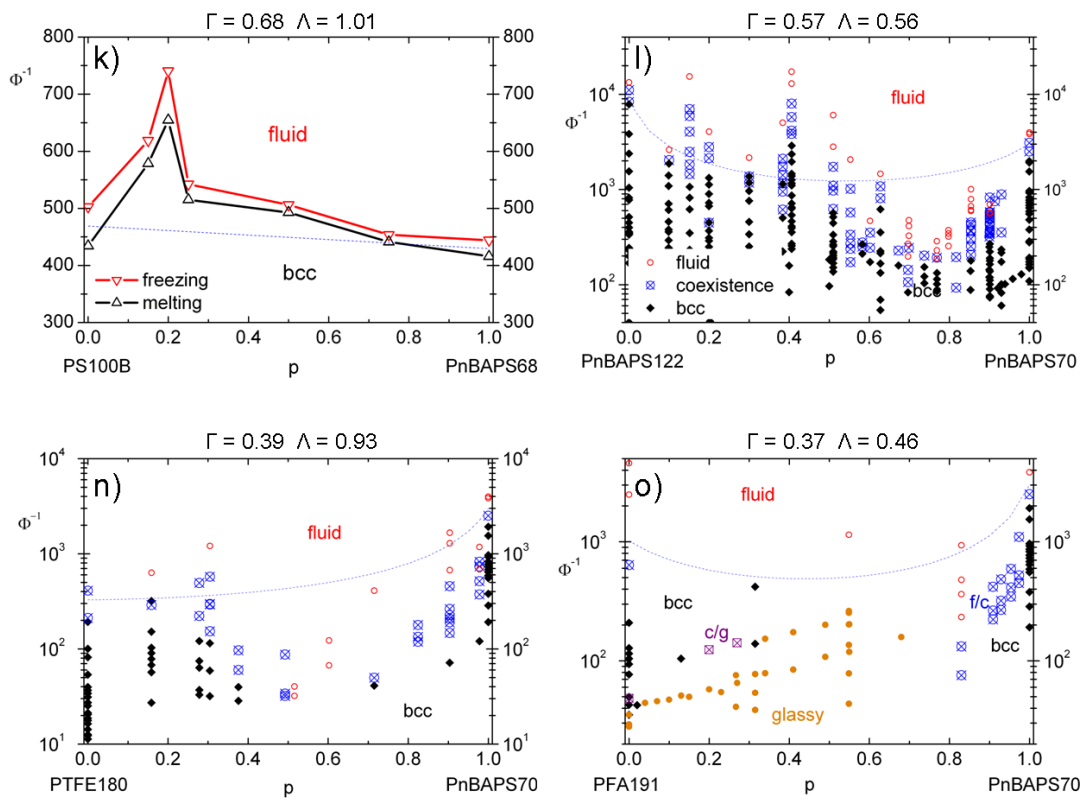 Γ = 0.68 Λ = 1.01
k)
Φ⁻¹
800
700
600
500
400
300
800
700
600
500
400
300
fluid
bcc
freezing
melting
0.0 0.2 0.4 0.6 0.8 1.0
PS100B p PnBAPS68
Γ = 0.57 Λ = 0.56
l)
Φ⁻¹
10⁴
10³
10²
10⁴
10³
10²
fluid
fluid
coexistence
bcc
bcc
0.0 0.2 0.4 0.6 0.8 1.0
PnBAPS122 p PnBAPS70
Γ = 0.39 Λ = 0.93
n)
Φ⁻¹
10⁴
10³
10²
10¹
10⁴
10³
10²
10¹
fluid
bcc
0.0 0.2 0.4 0.6 0.8 1.0
PTFE180 p PnBAPS70
Γ = 0.37 Λ = 0.46
o)
Φ⁻¹
10³
10²
10³
10²
fluid
bcc
c/g
f/c
bcc
glassy
0.0 0.2 0.4 0.6 0.8 1.0
PFA191 p PnBAPS70